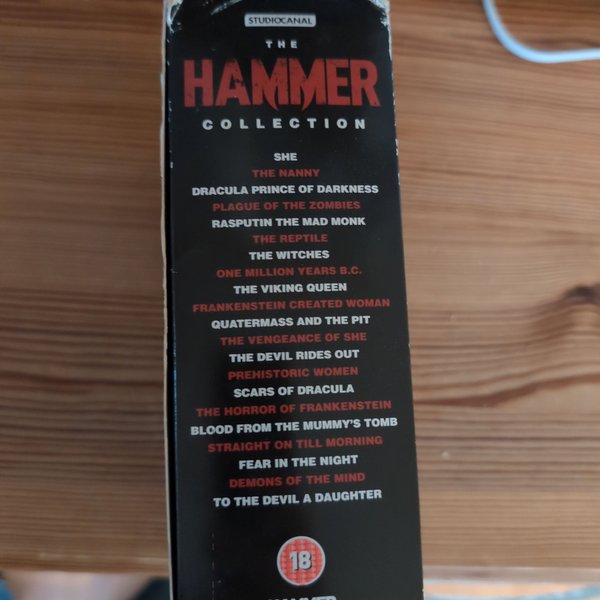 STUDIOCANAL
THE
HAMMER
COLLECTION
SHE
THE NANNY
DRACULA PRINCE OF DARKNESS
PLAGUE OF THE ZOMBIES
RASPUTIN THE MAD MONK
THE REPTILE
THE WITCHES
ONE MILLION YEARS B.C.
THE VIKING QUEEN
FRANKENSTEIN CREATED WOMAN
QUATERMASS AND THE PIT
THE VENGEANCE OF SHE
THE DEVIL RIDES OUT
PREHISTORIC WOMEN
SCARS OF DRACULA
THE HORROR OF FRANKENSTEIN
BLOOD FROM THE MUMMY'S TOMB
STRAIGHT ON TILL MORNING
FEAR IN THE NIGHT
DEMONS OF THE MIND
TO THE DEVIL A DAUGHTER
18
HAMMER